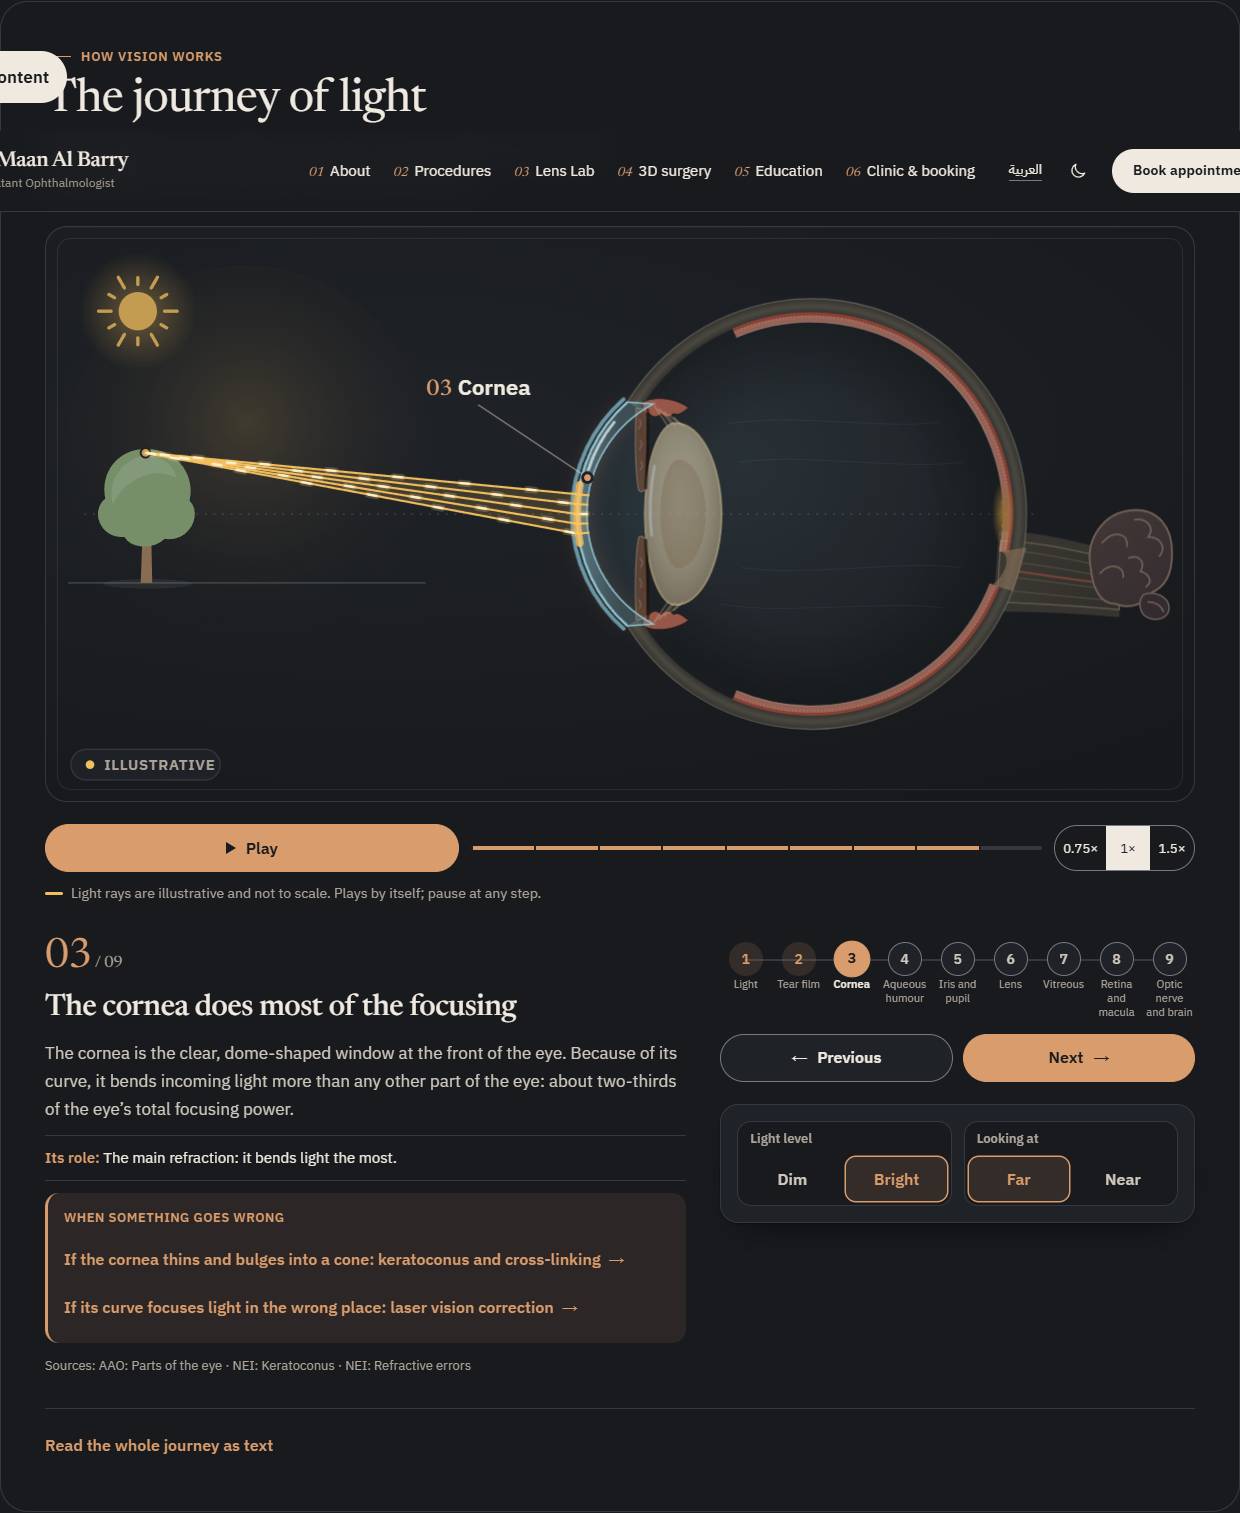 HOW VISION WORKS
ontent
The journey of light
Maan Al Barry
tant Ophthalmologist
01 About
02 Procedures
03 Lens Lab
04 3D surgery
05 Education
06 Clinic & booking
العربية
Book appointme
03 Cornea
ILLUSTRATIVE
Play
0.75× 1× 1.5×
Light rays are illustrative and not to scale. Plays by itself; pause at any step.
03 / 09
The cornea does most of the focusing
The cornea is the clear, dome-shaped window at the front of the eye. Because of its
curve, it bends incoming light more than any other part of the eye: about two-thirds
of the eye’s total focusing power.
Its role: The main refraction: it bends light the most.
WHEN SOMETHING GOES WRONG
If the cornea thins and bulges into a cone: keratoconus and cross-linking →
If its curve focuses light in the wrong place: laser vision correction →
Sources: AAO: Parts of the eye · NEI: Keratoconus · NEI: Refractive errors
1 Light
2 Tear film
3 Cornea
4 Aqueous
humour
5 Iris and
pupil
6 Lens
7 Vitreous
8 Retina
and
macula
9 Optic
nerve
and brain
← Previous
Next →
Light level
Dim
Bright
Looking at
Far
Near
Read the whole journey as text